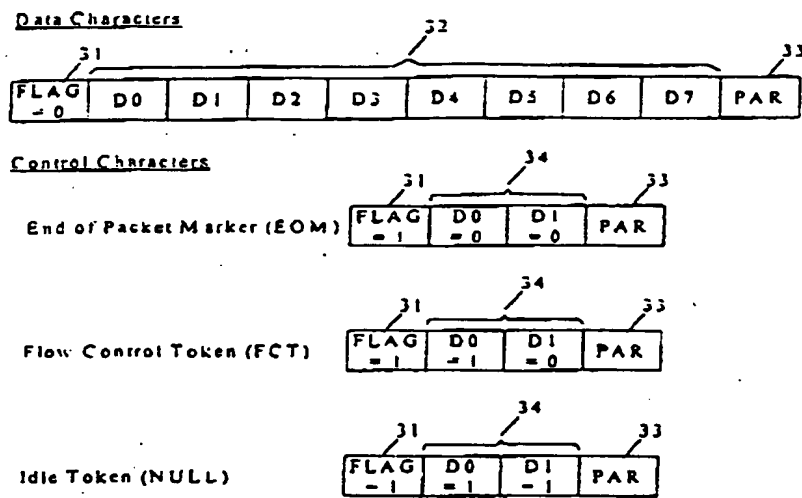 Data Characters
31 32 33
FLAG = 0 D0 D1 D2 D3 D4 D5 D6 D7 PAR
Control Characters
31 34 33
End of Packet Marker (EOM) FLAG = 1 D0 = 0 D1 = 0 PAR
31 34 33
Flow Control Token (FCT) FLAG = 1 D0 = 1 D1 = 0 PAR
31 34 33
Idle Token (NULL) FLAG = 1 D0 = 1 D1 = 1 PAR